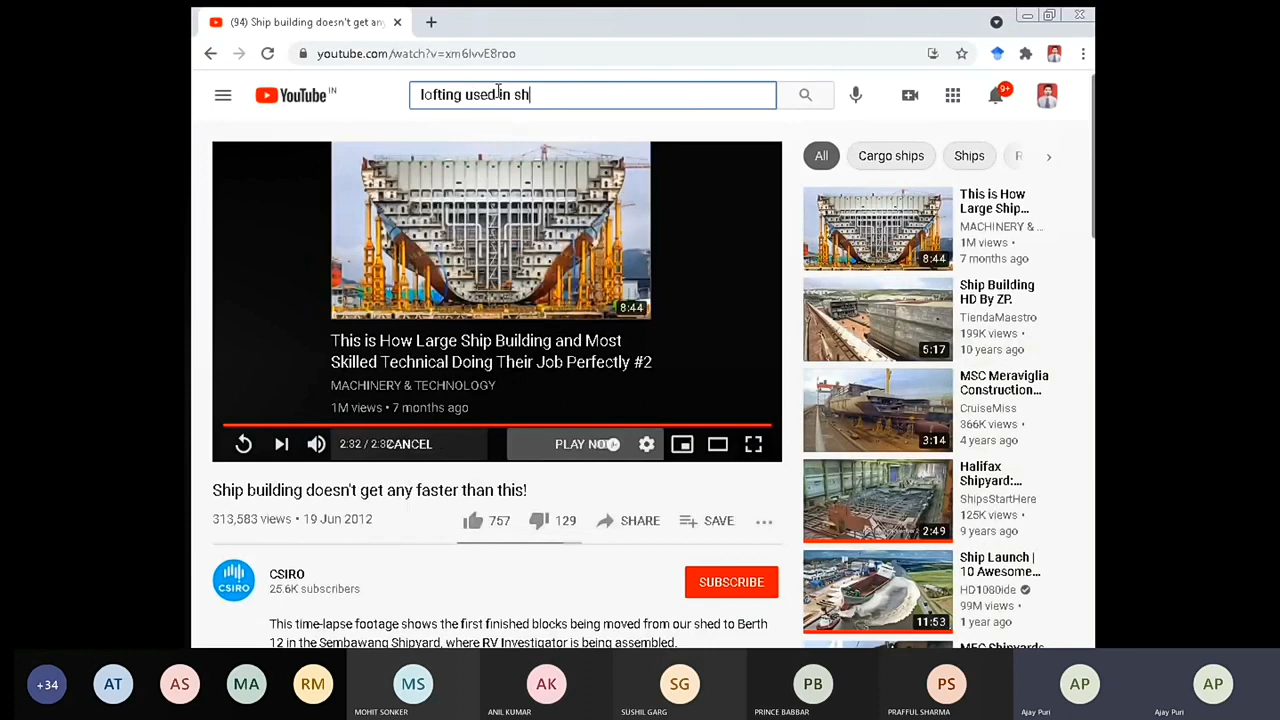 (94) Ship building doesn't get any
youtube.com/watch?v=xm6IvvE8roo
YouTube IN
lofting used in sh
9+
All
Cargo ships
Ships
R
8:44
This is How Large Ship Building and Most
Skilled Technical Doing Their Job Perfectly #2
MACHINERY & TECHNOLOGY
1M views • 7 months ago
CANCEL
Ship building doesn't get any faster than this!
313,583 views • 19 Jun 2012
757
129
SHARE
SAVE
CSIRO
CSIRO
25.6K subscribers
SUBSCRIBE
This time-lapse footage shows the first finished blocks being moved from our shed to Berth
12 in the Sembawang Shipyard, where RV Investigator is being assembled.
8:44
This is How
Large Ship...
MACHINERY & ...
1M views •
7 months ago
5:17
Ship Building
HD By ZP.
TiendaMaestro
199K views •
10 years ago
3:14
MSC Meraviglia
Construction...
CruiseMiss
366K views •
4 years ago
2:49
Halifax
Shipyard:...
ShipsStartHere
125K views •
9 years ago
11:53
Ship Launch |
10 Awesome...
HD1080ide
99M views •
1 year ago
+34
AT
AS
MA
RM
MS
MOHIT SONKER
AK
ANIL KUMAR
SG
SUSHIL GARG
PB
PRINCE BABBAR
PS
PRAFFUL SHARMA
AP
Ajay Puri
AP
Ajay Puri